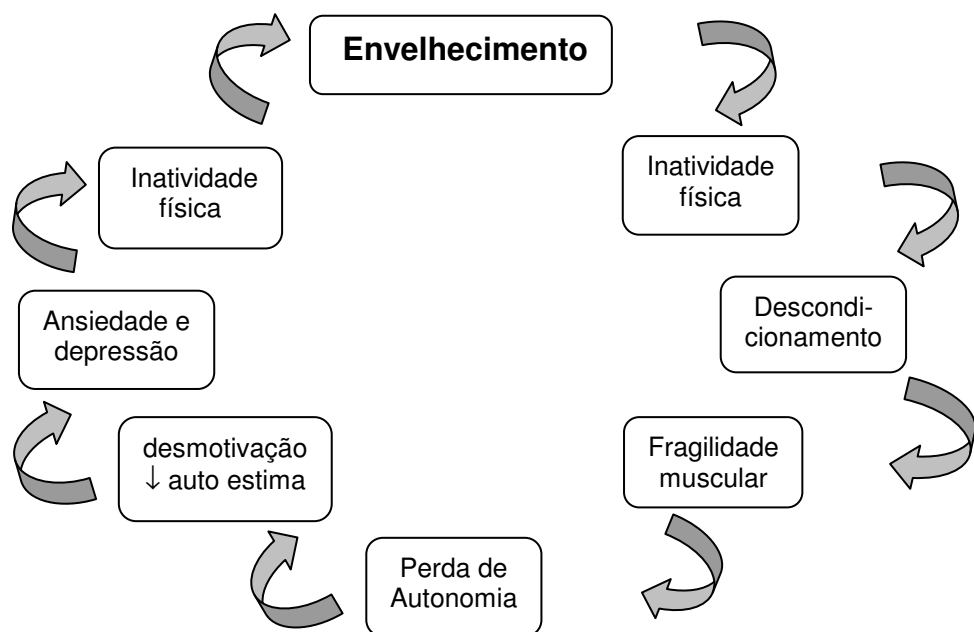 Envelhecimento
Inatividade
física
Descondi-
cionamento
Fragilidade
muscular
Perda de
Autonomia
desmotivação
↓ auto estima
Ansiedade e
depressão
Inatividade
física